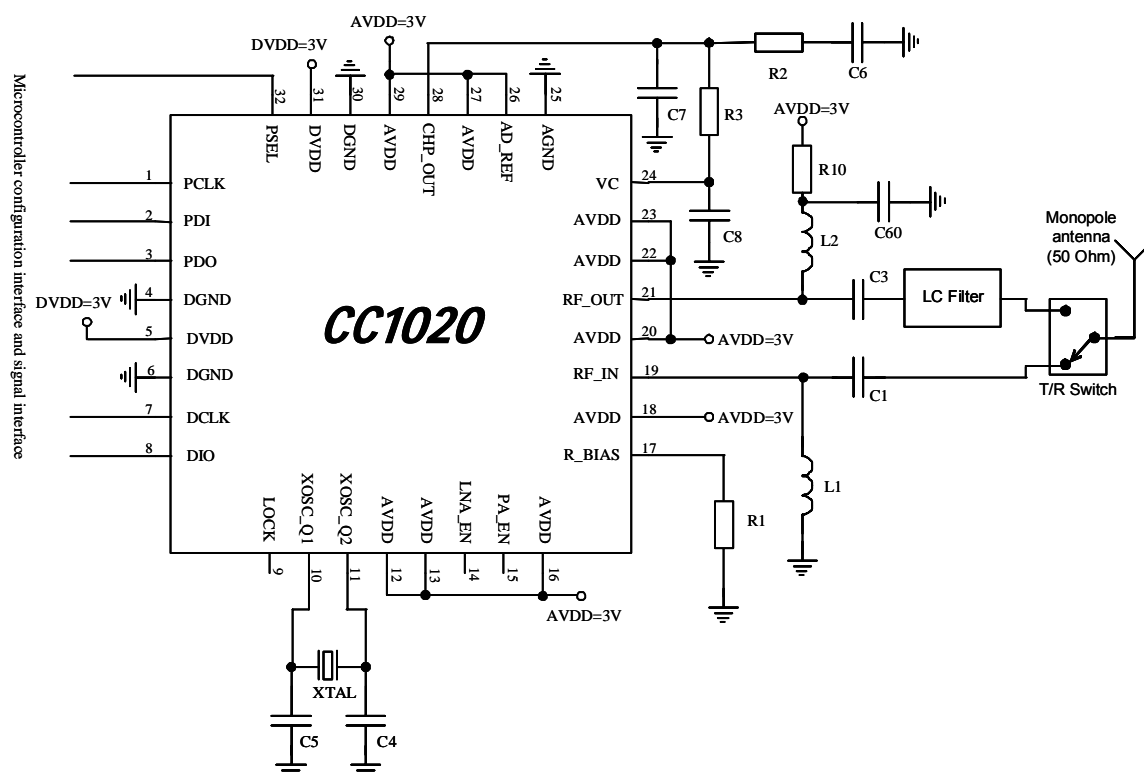 Microcontroller configuration interface and signal interface
AVDD=3V
DVDD=3V
32
31
30
29
28
27
26
25
PSEL
DVDD
DGND
AVDD
CHP_OUT
AVDD
AD_REF
AGND
R2
C6
C7
R3
AVDD=3V
R10
C60
L2
C8
1 PCLK
2 PDI
3 PDO
4 DGND
DVDD=3V
5 DVDD
6 DGND
7 DCLK
8 DIO
CC1020
VC 24
AVDD 23
AVDD 22
RF_OUT 21
AVDD 20
AVDD=3V
RF_IN 19
AVDD 18
AVDD=3V
R_BIAS 17
C3
LC Filter
C1
Monopole
antenna
(50 Ohm)
T/R Switch
L1
R1
LOCK
XOSC_Q1
XOSC_Q2
AVDD
AVDD
LNA_EN
PA_EN
AVDD
9
10
11
12
13
14
15
16
AVDD=3V
XTAL
C5
C4